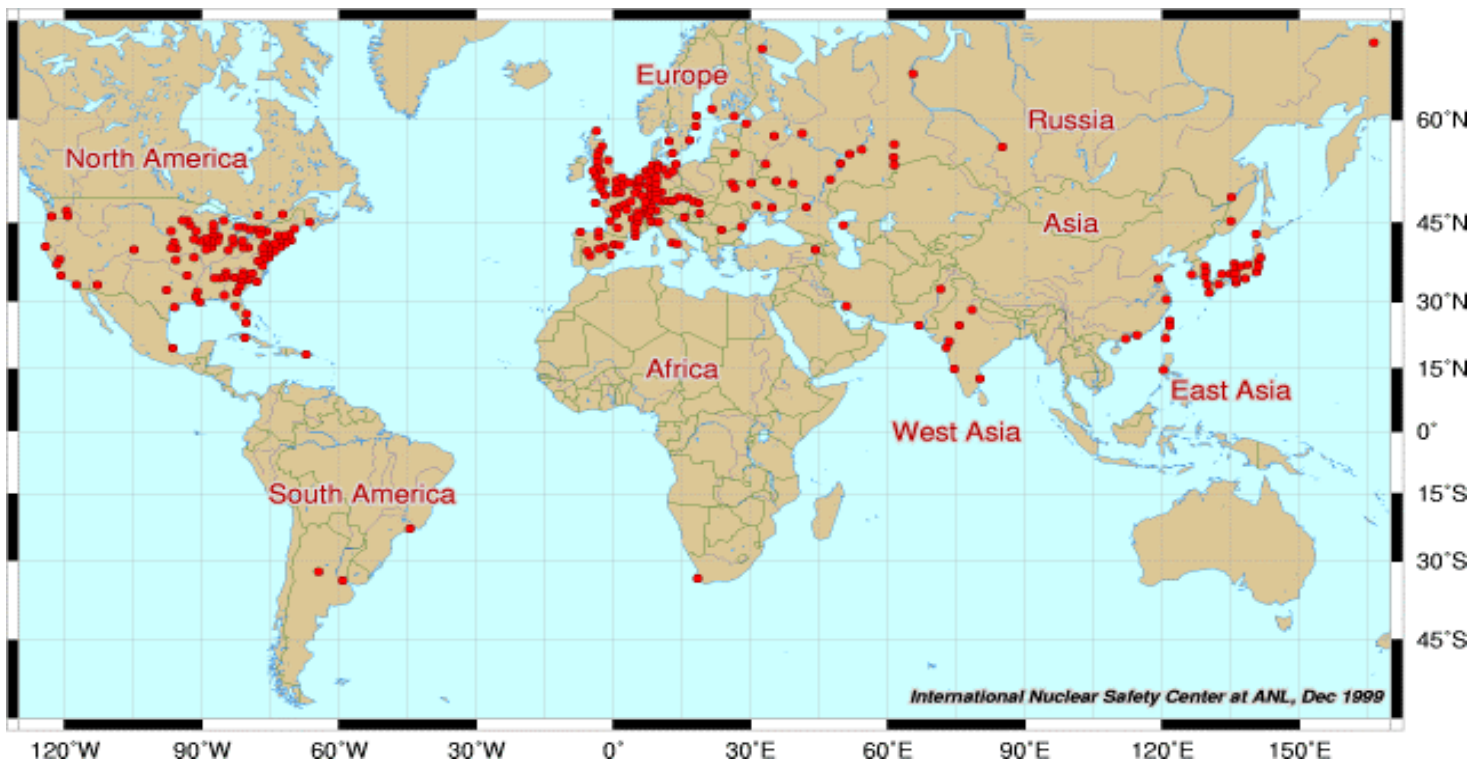 Europe
60°N
Russia
North America
45°N
Asia
30°N
Africa
15°N
East Asia
West Asia
0°
South America
15°S
30°S
45°S
International Nuclear Safety Center at ANL, Dec 1999
120°W 90°W 60°W 30°W 0° 30°E 60°E 90°E 120°E 150°E